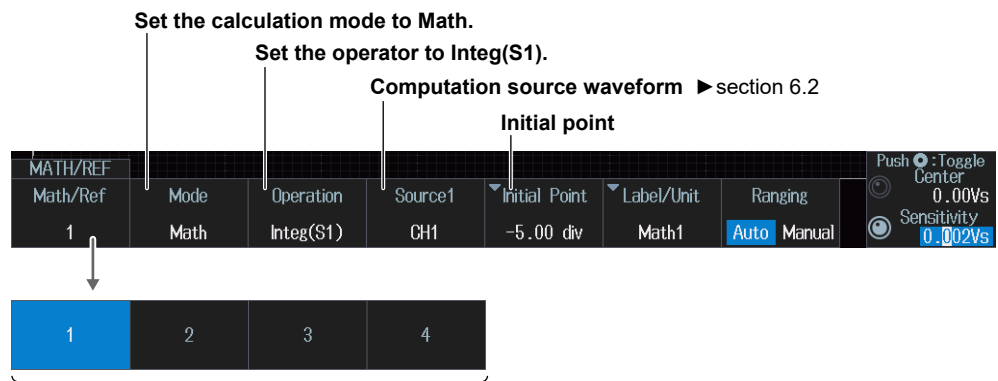 Set the calculation mode to Math.
Set the operator to Integ(S1).
Computation source waveform ►section 6.2
Initial point
MATH/REF
Math/Ref Mode Operation Source1 Initial Point Label/Unit Ranging
1 Math Integ(S1) CH1 -5.00 div Math1 Auto Manual
Push :Toggle
Center
0.00Vs
Sensitivity
0.002Vs
1 2 3 4